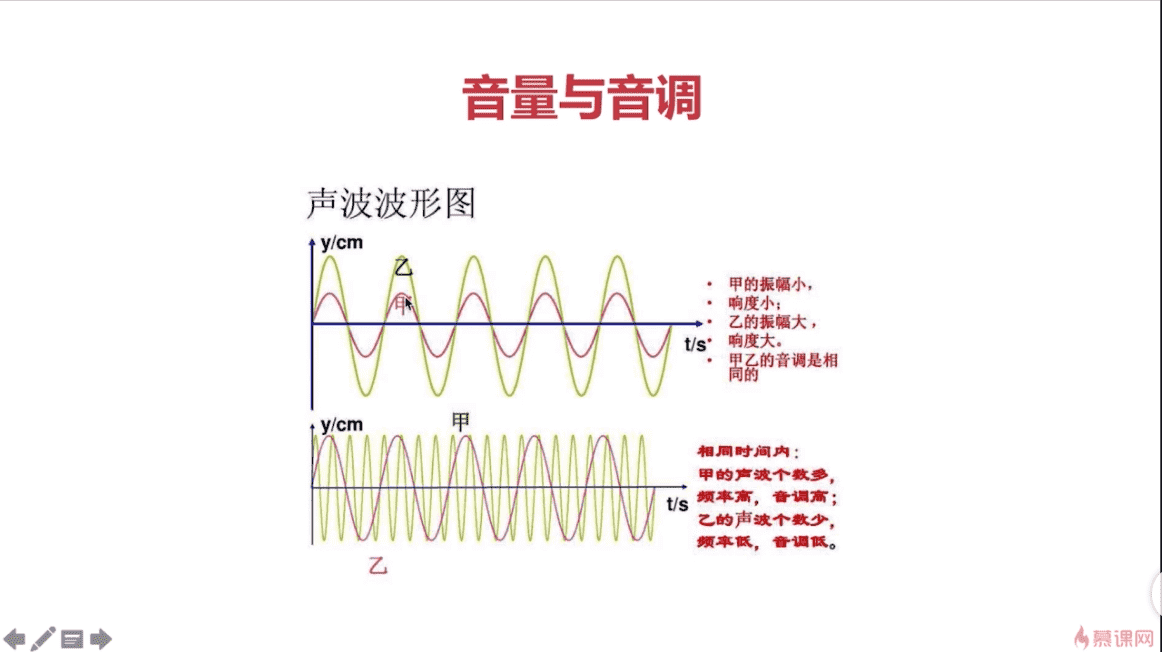 音量与音调
声波波形图
y/cm
乙
甲
t/s
• 甲的振幅小，
• 响度小；
• 乙的振幅大，
• 响度大。
• 甲乙的音调是相
同的
y/cm
甲
t/s
乙
相同时间内：
甲的声波个数多，
频率高，音调高；
乙的声波个数少，
频率低，音调低。
慕课网